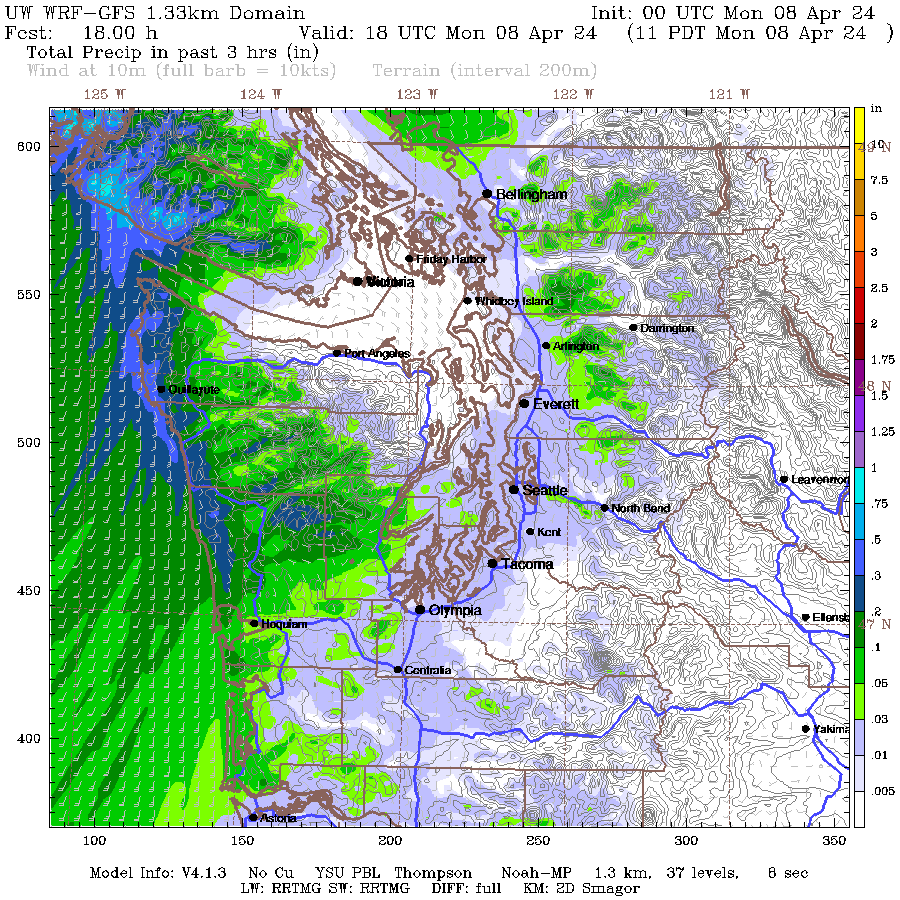 UW WRF-GFS 1.33km Domain Init: 00 UTC Mon 08 Apr 24
Fcst: 18.00 h Valid: 18 UTC Mon 08 Apr 24 (11 PDT Mon 08 Apr 24 )
Total Precip in past 3 hrs (in)
Wind at 10m (full barb = 10kts) Terrain (interval 200m)
125 W 124 W 123 W 122 W 121 W
in
600
49 N
7.5
Bellingham
5
Friday Harbor
3
Victoria
2.5
550
Whidbey Island
2
Darrington
Arlington
Port Angeles
1.75
48 N
Quillayute
1.5
Everett
1.25
500
1
Leavenwor
Seattle
.75
North Bend
Kent
.5
Tacoma
.3
450
Olympia
.2
Ellensb
Hoquiam
47 N
.1
Centralia
.05
.03
400
Yakima
.01
.005
Astoria
100 150 200 250 300 350
Model Info: V4.1.3 No Cu YSU PBL Thompson Noah-MP 1.3 km, 37 levels, 8 sec
LW: RRTMG SW: RRTMG DIFF: full KM: 2D Smagor